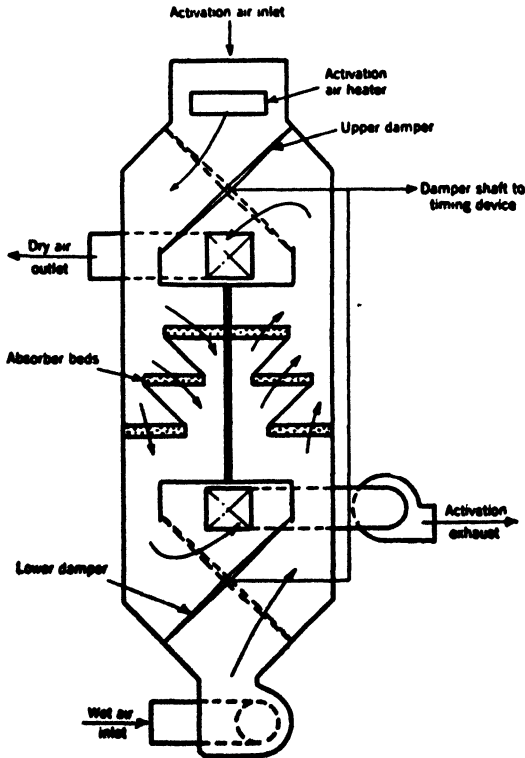 Activation air inlet
Activation
air heater
Upper damper
Damper shaft to
timing device
Dry air
outlet
Absorber beds
Activation
exhaust
Lower damper
Wet air
inlet